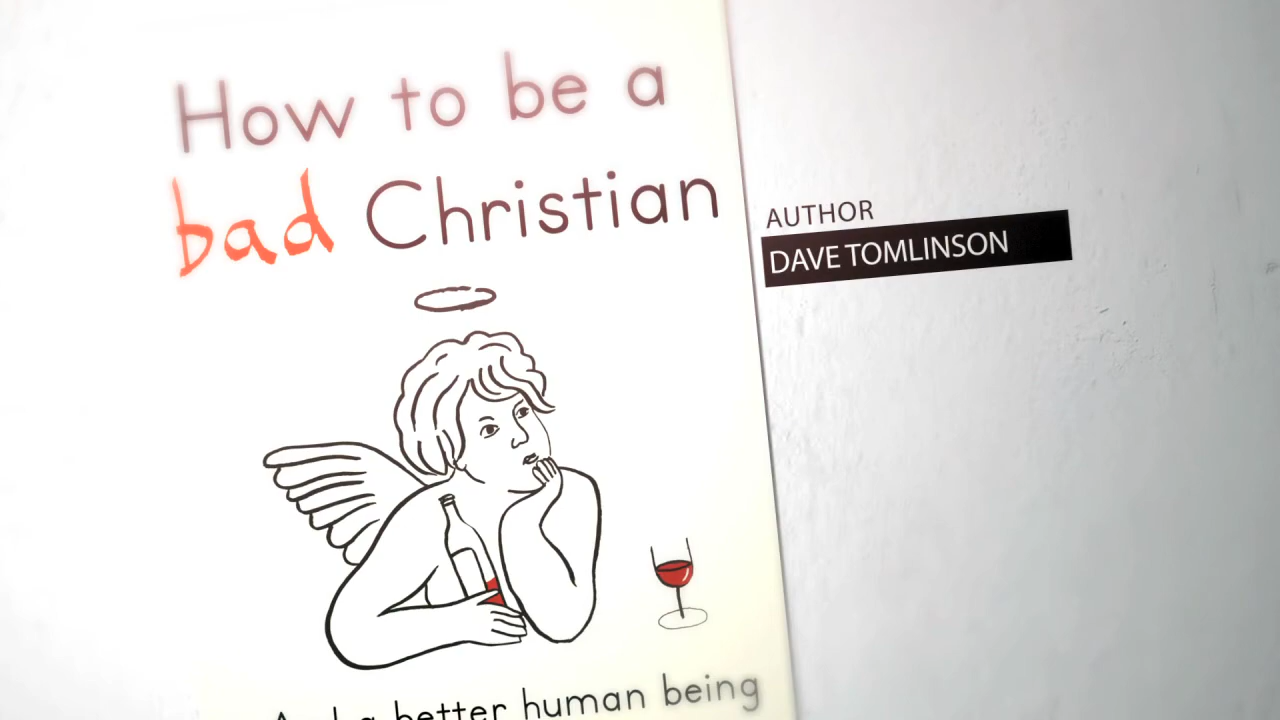 How to be a
bad Christian
AUTHOR
DAVE TOMLINSON
better human being